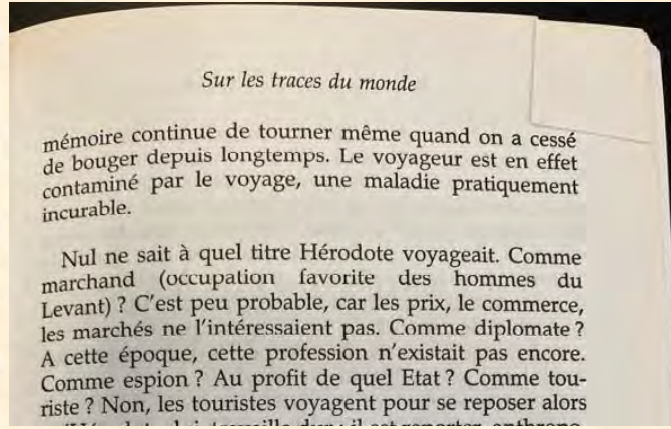 Sur les traces du monde
mémoire continue de tourner même quand on a cessé
de bouger depuis longtemps. Le voyageur est en effet
contaminé par le voyage, une maladie pratiquement
incurable.
Nul ne sait à quel titre Hérodote voyageait. Comme
marchand (occupation favorite des hommes du
Levant) ? C'est peu probable, car les prix, le commerce,
les marchés ne l'intéressaient pas. Comme diplomate ?
A cette époque, cette profession n'existait pas encore.
Comme espion ? Au profit de quel Etat ? Comme tou-
riste ? Non, les touristes voyagent pour se reposer alors